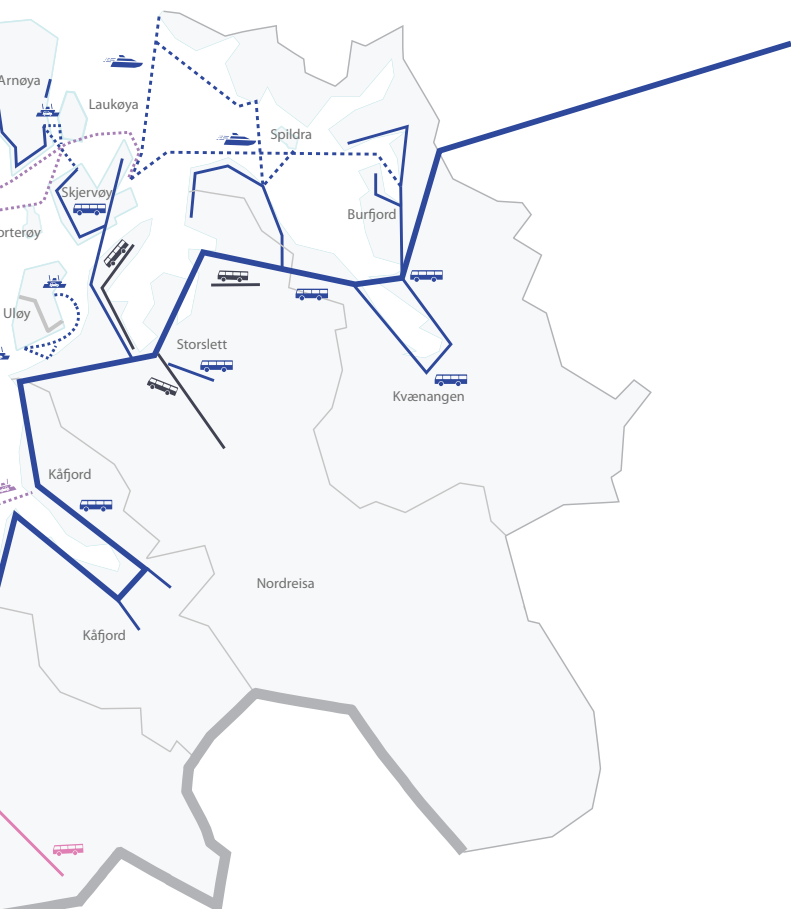 Arnøya
Laukøya
Spildra
Skjervøy
Burfjord
orterøy
Uløy
Storslett
Kvænangen
Kåfjord
Nordreisa
Kåfjord